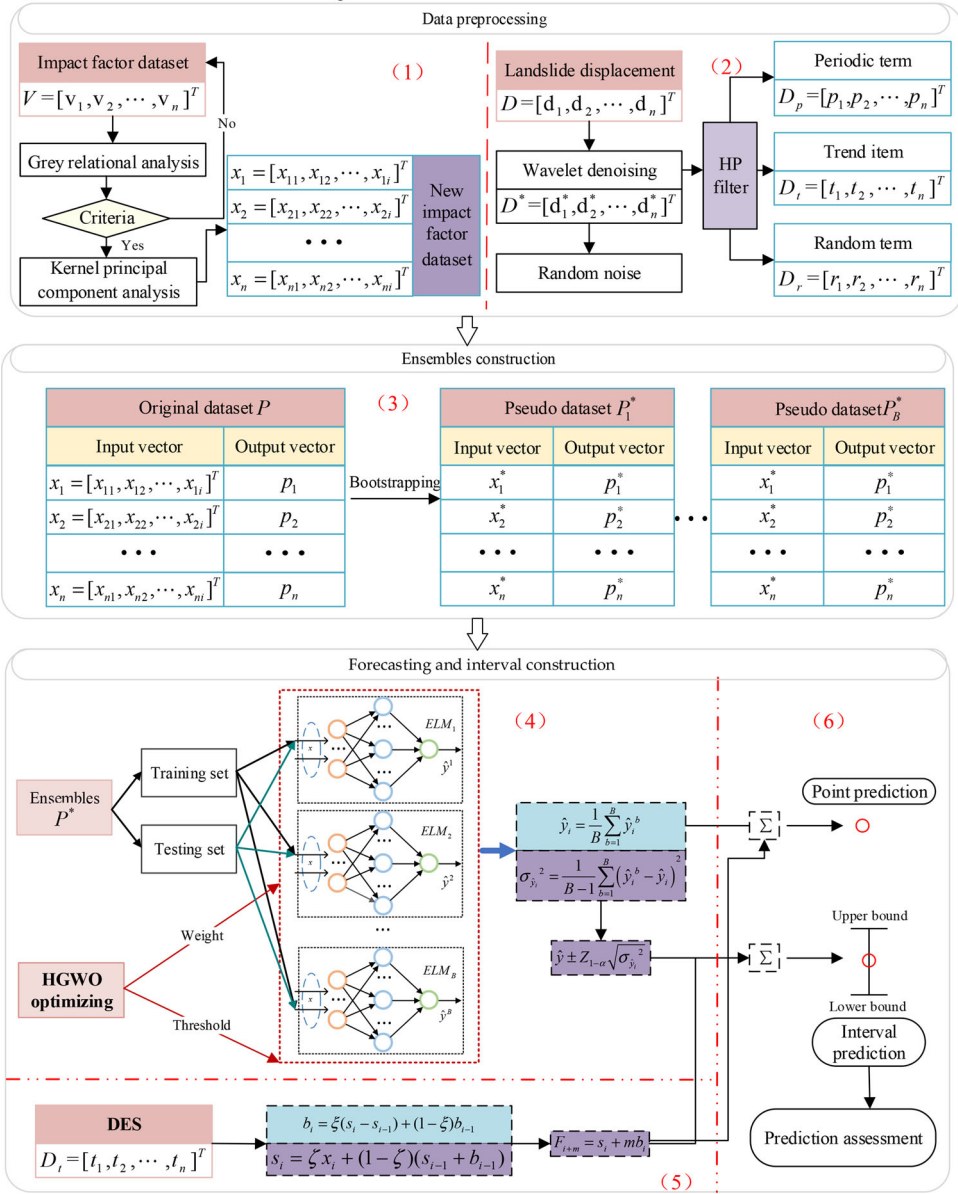 Data preprocessing
Impact factor dataset
V = [v₁, v₂, ⋯, vₙ]ᵀ
No
Grey relational analysis
Criteria
Yes
Kernel principal
component analysis
（1）
x₁ = [x₁₁, x₁₂, ⋯, x₁ᵢ]ᵀ
x₂ = [x₂₁, x₂₂, ⋯, x₂ᵢ]ᵀ
• • •
xₙ = [xₙ₁, xₙ₂, ⋯, xₙᵢ]ᵀ
New
impact
factor
dataset
Landslide displacement
D = [d₁, d₂, ⋯, dₙ]ᵀ
（2）
Wavelet denoising
D* = [d₁*, d₂*, ⋯, dₙ*]ᵀ
Random noise
HP
filter
Periodic term
Dₚ = [p₁, p₂, ⋯, pₙ]ᵀ
Trend item
Dₜ = [t₁, t₂, ⋯, tₙ]ᵀ
Random term
Dᵣ = [r₁, r₂, ⋯, rₙ]ᵀ
Ensembles construction
Original dataset P
Input vector Output vector
x₁ = [x₁₁, x₁₂, ⋯, x₁ᵢ]ᵀ p₁
x₂ = [x₂₁, x₂₂, ⋯, x₂ᵢ]ᵀ p₂
• • • • • •
xₙ = [xₙ₁, xₙ₂, ⋯, xₙᵢ]ᵀ pₙ
（3）
Bootstrapping
Pseudo dataset P₁*
Input vector Output vector
x₁* p₁*
x₂* p₂*
• • • • • •
xₙ* pₙ*
• • •
Pseudo dataset P_B*
Input vector Output vector
x₁* p₁*
x₂* p₂*
• • • • • •
xₙ* pₙ*
Forecasting and interval construction
Ensembles
P*
Training set
Testing set
HGWO
optimizing
Weight
Threshold
x
...
...
...
ELM₁
ŷ¹
x
...
...
...
ELM₂
ŷ²
...
x
...
...
...
ELM_B
ŷᴮ
（4）
ŷᵢ = 1/B ∑_{b=1}^{B} ŷᵢᵇ
σ_{ŷᵢ}² = 1/(B−1) ∑_{b=1}^{B} (ŷᵢᵇ − ŷᵢ)²
ŷ ± Z_{1−α} √σ_{ŷᵢ}²
（6）
∑
Point prediction
∑
Upper bound
Lower bound
Interval
prediction
Prediction assessment
DES
Dₜ = [t₁, t₂, ⋯, tₙ]ᵀ
bᵢ = ξ(sᵢ − sᵢ₋₁) + (1−ξ)bᵢ₋₁
sᵢ = ζxᵢ + (1−ζ)(sᵢ₋₁ + bᵢ₋₁)
Fᵢ₊ₘ = sᵢ + mbᵢ
（5）